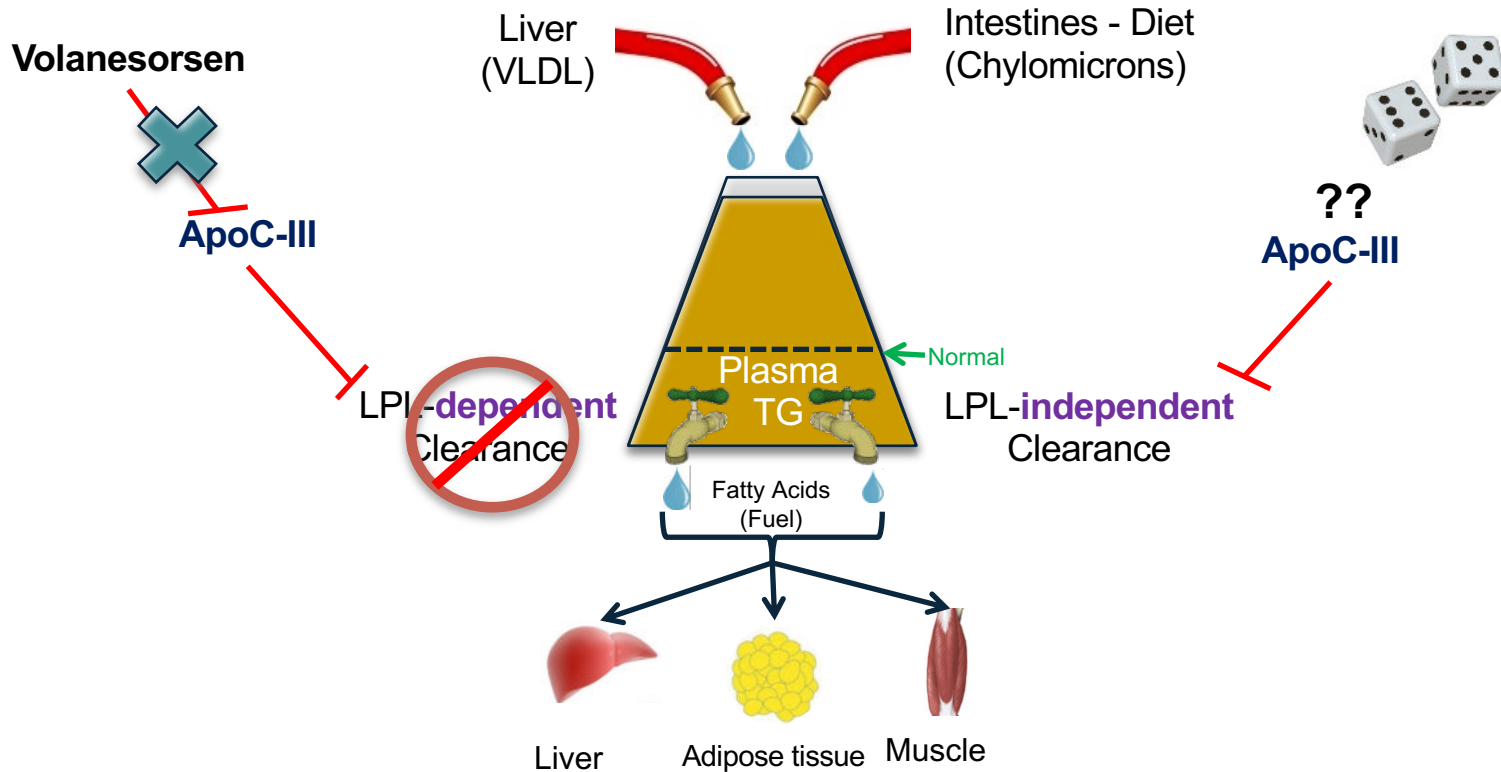 Volanesorsen
ApoC-III
LPL-dependent
Clearance
Liver
(VLDL)
Intestines - Diet
(Chylomicrons)
Normal
Plasma
TG
??
ApoC-III
LPL-independent
Clearance
Fatty Acids
(Fuel)
Liver
Adipose tissue
Muscle